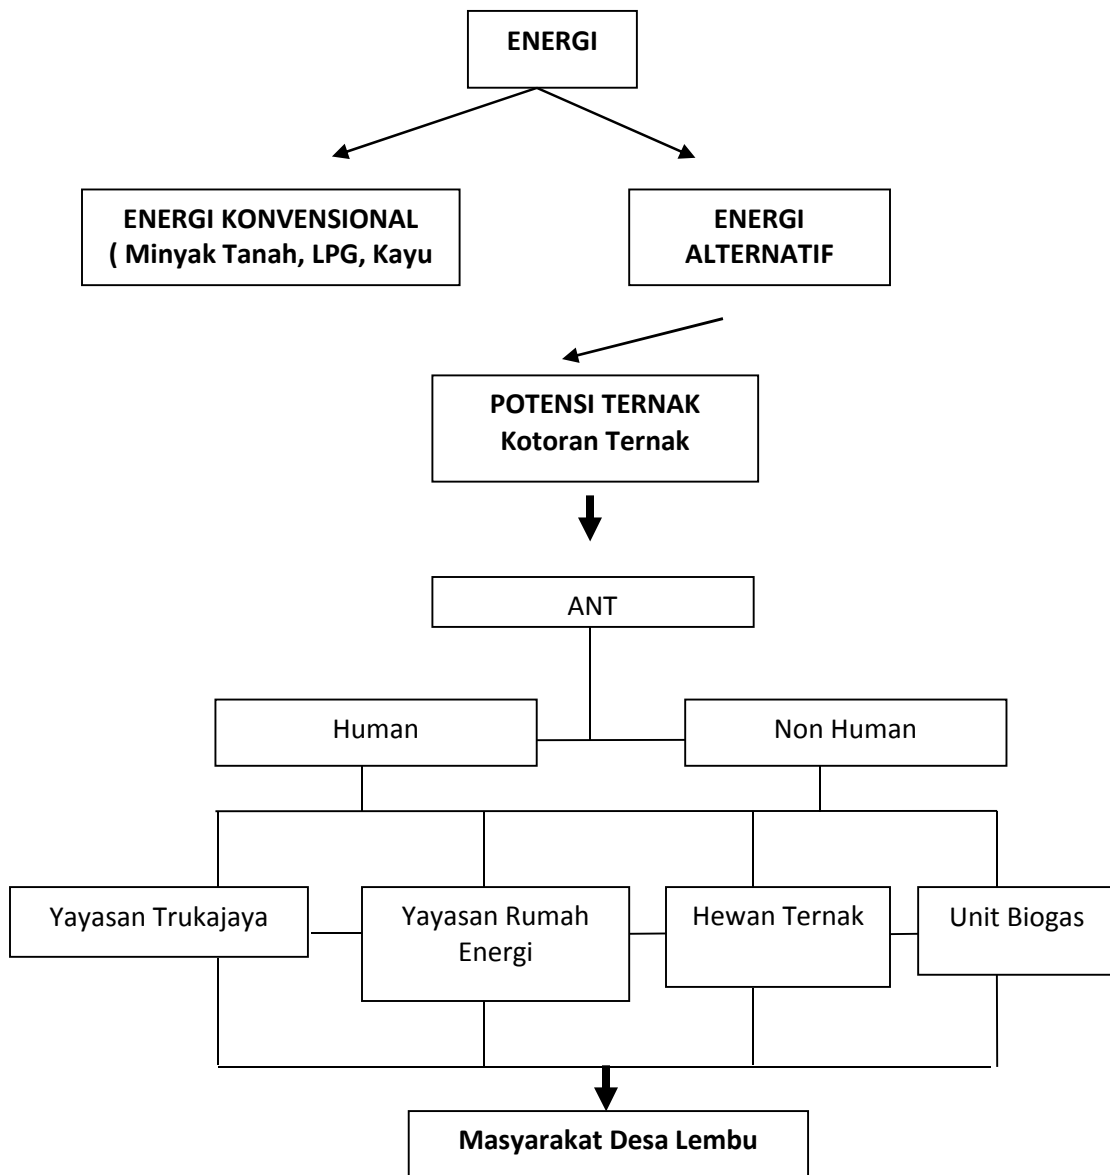 ENERGI
ENERGI KONVENSIONAL
( Minyak Tanah, LPG, Kayu
ENERGI
ALTERNATIF
POTENSI TERNAK
Kotoran Ternak
ANT
Human
Non Human
Yayasan Trukajaya
Yayasan Rumah
Energi
Hewan Ternak
Unit Biogas
Masyarakat Desa Lembu